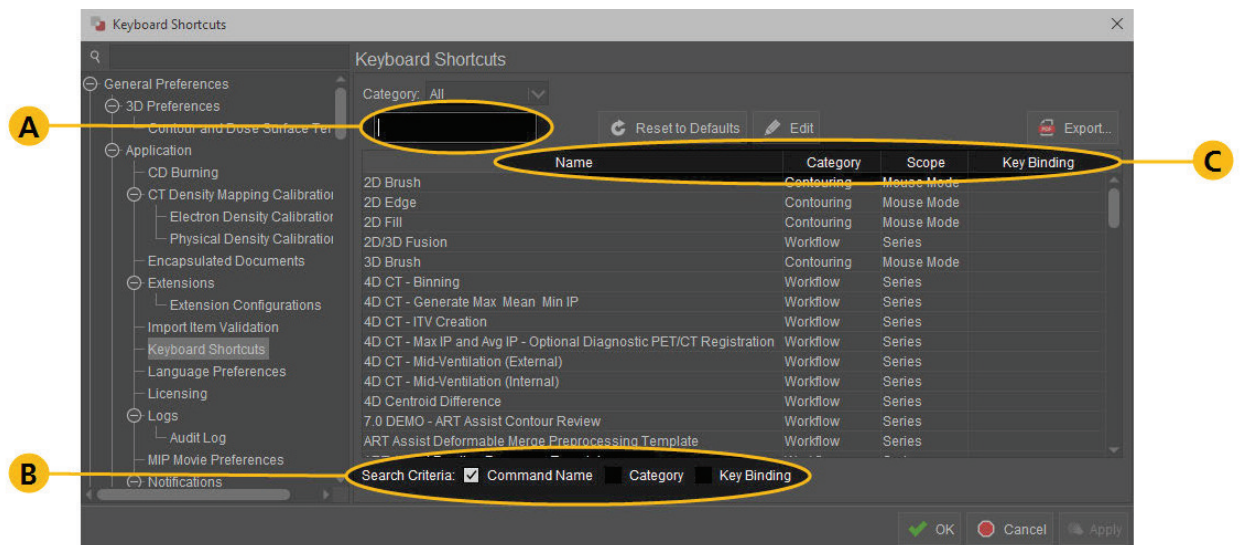 Keyboard Shortcuts
Keyboard Shortcuts
General Preferences
3D Preferences
Contour and Dose Surface Ter
Application
CD Burning
CT Density Mapping Calibration
Electron Density Calibration
Physical Density Calibration
Encapsulated Documents
Extensions
Extension Configurations
Import Item Validation
Keyboard Shortcuts
Language Preferences
Licensing
Logs
Audit Log
MIP Movie Preferences
Notifications
Category: All
A
Reset to Defaults Edit Export...
Name Category Scope Key Binding
C
2D Brush Contouring Mouse Mode
2D Edge Contouring Mouse Mode
2D Fill Contouring Mouse Mode
2D/3D Fusion Workflow Series
3D Brush Contouring Mouse Mode
4D CT - Binning Workflow Series
4D CT - Generate Max Mean Min IP Workflow Series
4D CT - ITV Creation Workflow Series
4D CT - Max IP and Avg IP - Optional Diagnostic PET/CT Registration Workflow Series
4D CT - Mid-Ventilation (External) Workflow Series
4D CT - Mid-Ventilation (Internal) Workflow Series
4D Centroid Difference Workflow Series
7.0 DEMO - ART Assist Contour Review Workflow Series
ART Assist Deformable Merge Preprocessing Template Workflow Series
B
Search Criteria: Command Name Category Key Binding
OK Cancel Apply